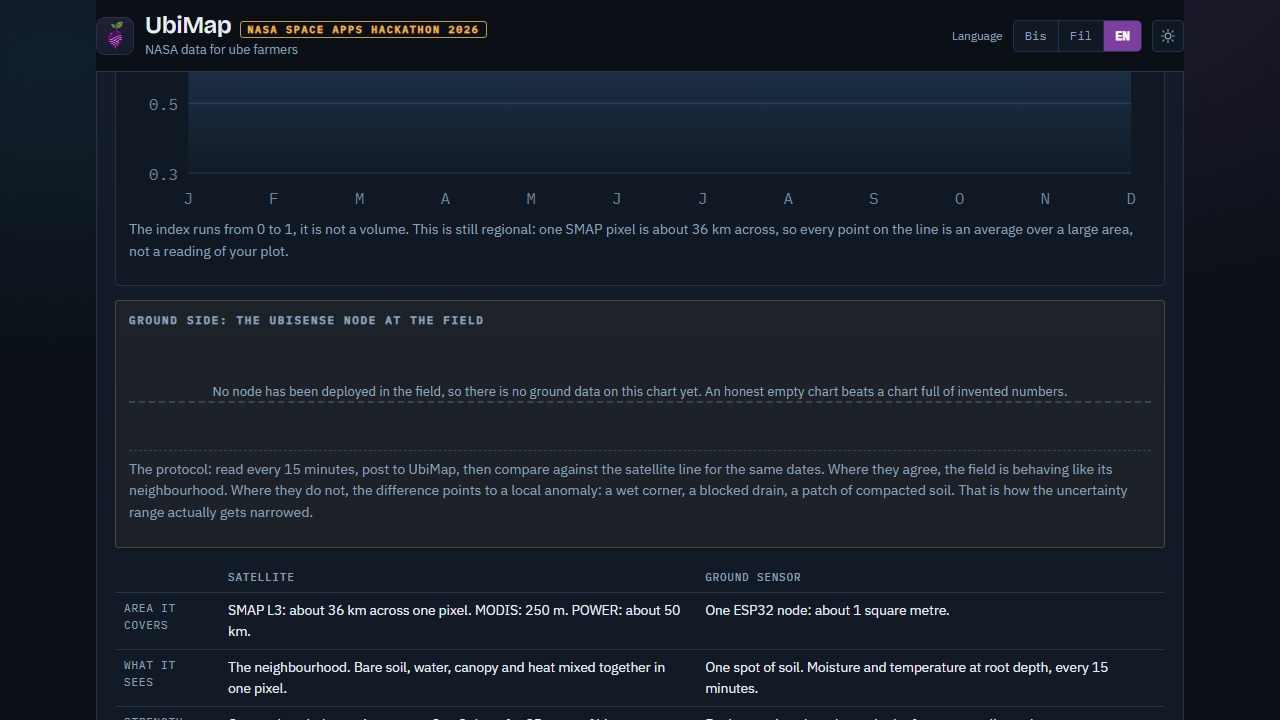 UbiMap NASA SPACE APPS HACKATHON 2026
NASA data for ube farmers
Language Bis Fil EN
0.5
0.3
J F M A M J J A S O N D
The index runs from 0 to 1, it is not a volume. This is still regional: one SMAP pixel is about 36 km across, so every point on the line is an average over a large area,
not a reading of your plot.
GROUND SIDE: THE UBISENSE NODE AT THE FIELD
No node has been deployed in the field, so there is no ground data on this chart yet. An honest empty chart beats a chart full of invented numbers.
The protocol: read every 15 minutes, post to UbiMap, then compare against the satellite line for the same dates. Where they agree, the field is behaving like its
neighbourhood. Where they do not, the difference points to a local anomaly: a wet corner, a blocked drain, a patch of compacted soil. That is how the uncertainty
range actually gets narrowed.
SATELLITE GROUND SENSOR
AREA IT
COVERS
SMAP L3: about 36 km across one pixel. MODIS: 250 m. POWER: about 50
km.
One ESP32 node: about 1 square metre.
WHAT IT
SEES
The neighbourhood. Bare soil, water, canopy and heat mixed together in
one pixel.
One spot of soil. Moisture and temperature at root depth, every 15
minutes.